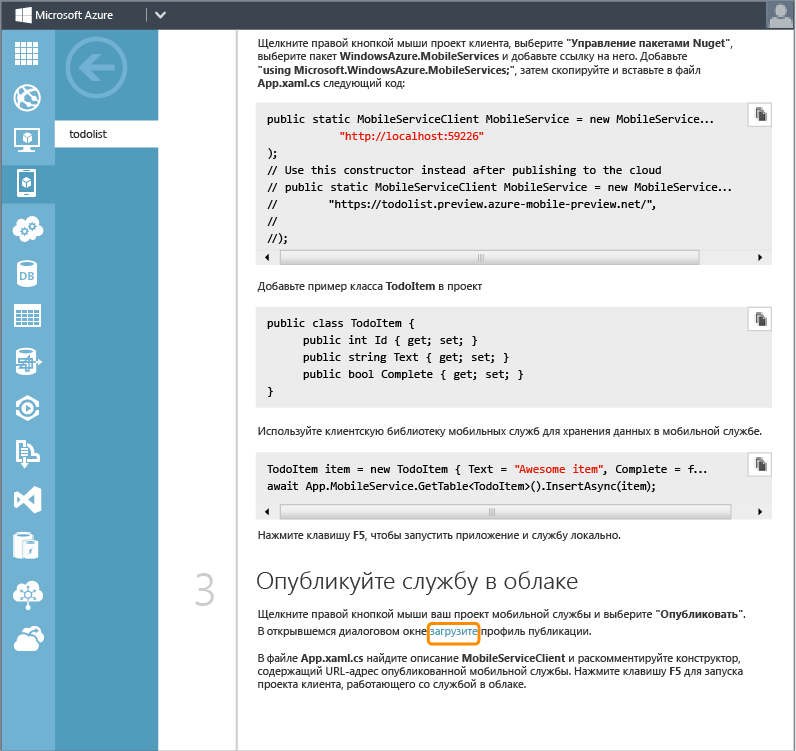 Microsoft Azure
todolist
DB
Щелкните правой кнопкой мыши проект клиента, выберите "Управление пакетами Nuget",
выберите пакет WindowsAzure.MobileServices и добавьте ссылку на него. Добавьте
"using Microsoft.WindowsAzure.MobileServices;", затем скопируйте и вставьте в файл
App.xaml.cs следующий код:
public static MobileServiceClient MobileService = new MobileService...
"http://localhost:59226"
);
// Use this constructor instead after publishing to the cloud
// public static MobileServiceClient MobileService = new MobileService...
// "https://todolist.preview.azure-mobile-preview.net/",
//
//);
Добавьте пример класса TodoItem в проект
public class TodoItem {
public int Id { get; set; }
public string Text { get; set; }
public bool Complete { get; set; }
}
Используйте клиентскую библиотеку мобильных служб для хранения данных в мобильной службе.
TodoItem item = new TodoItem { Text = "Awesome item", Complete = f...
await App.MobileService.GetTable<TodoItem>().InsertAsync(item);
Нажмите клавишу F5, чтобы запустить приложение и службу локально.
3 Опубликуйте службу в облаке
Щелкните правой кнопкой мыши ваш проект мобильной службы и выберите "Опубликовать".
В открывшемся диалоговом окне загрузите профиль публикации.
В файле App.xaml.cs найдите описание MobileServiceClient и раскомментируйте конструктор,
содержащий URL-адрес опубликованной мобильной службы. Нажмите клавишу F5 для запуска
проекта клиента, работающего со службой в облаке.